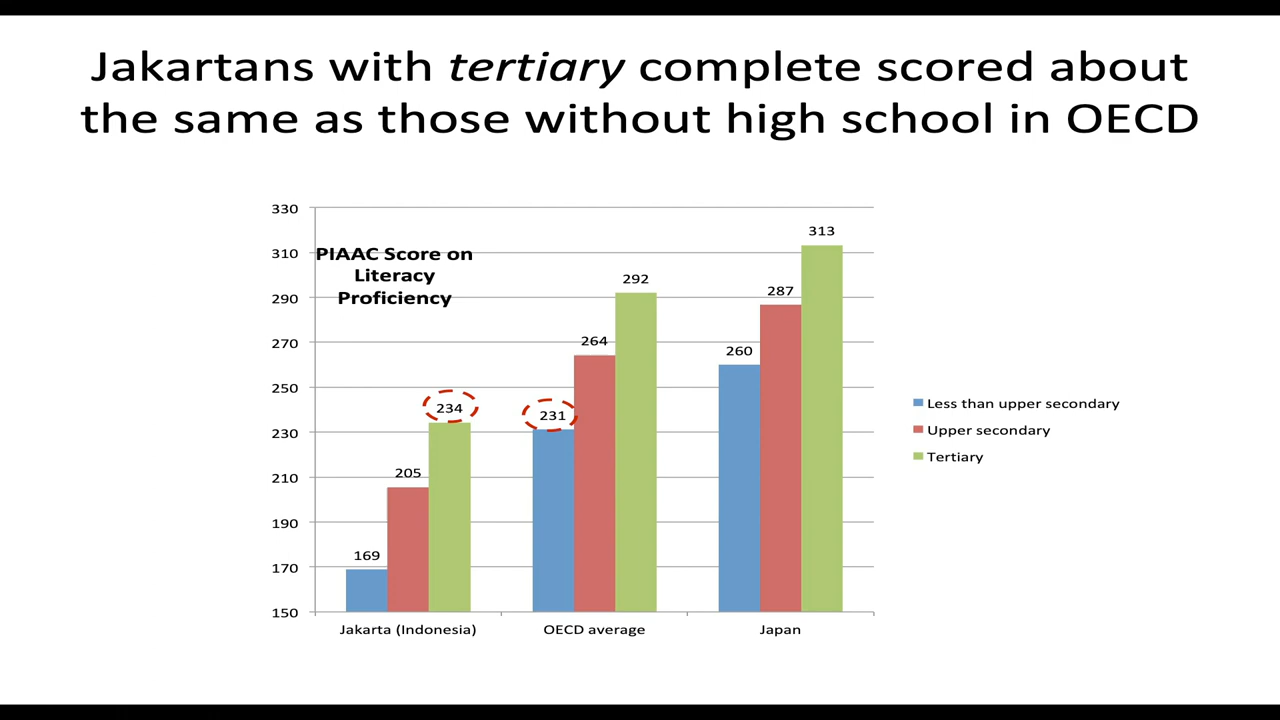 Jakartans with tertiary complete scored about
the same as those without high school in OECD
330
310
290
270
250
230
210
190
170
150
PIAAC Score on
Literacy
Proficiency
169
205
234
231
264
292
260
287
313
Jakarta (Indonesia)
OECD average
Japan
Less than upper secondary
Upper secondary
Tertiary